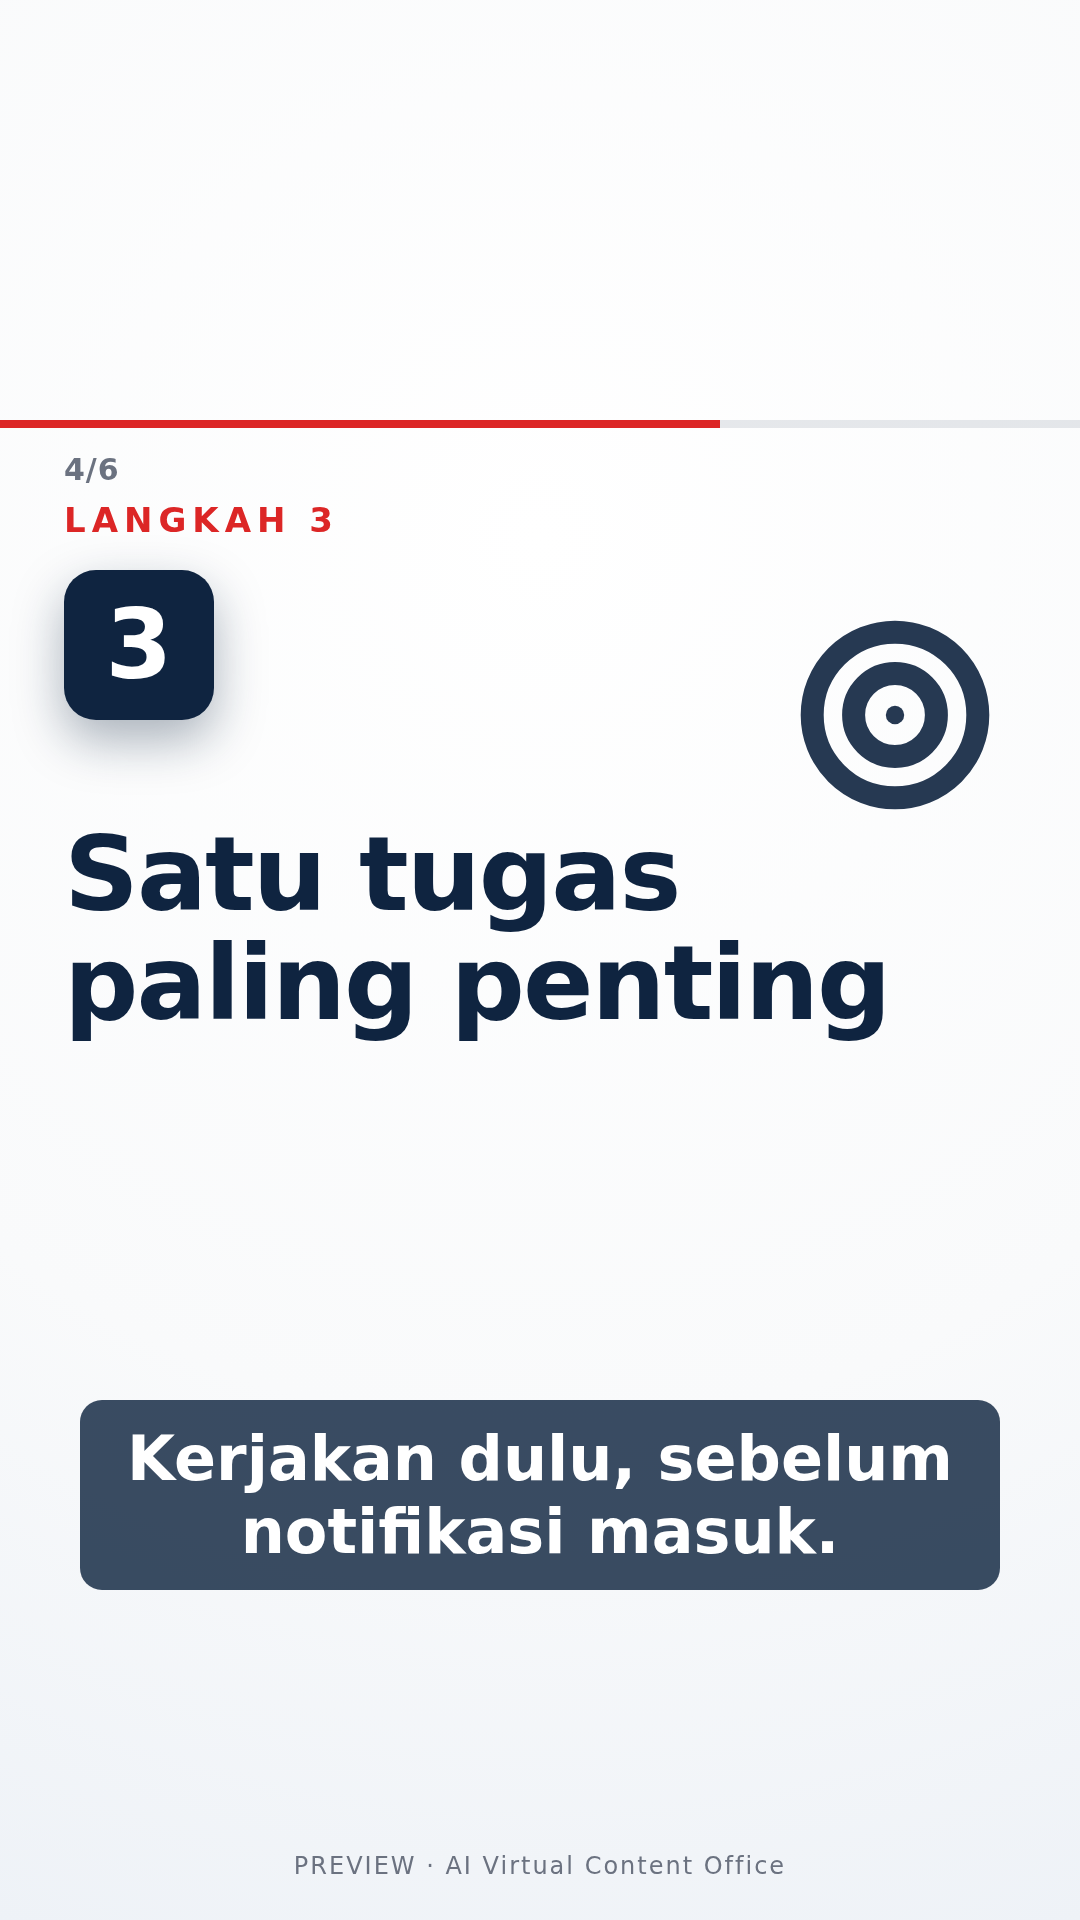 4/6
LANGKAH 3
3
Satu tugas
paling penting
Kerjakan dulu, sebelum
notifikasi masuk.
PREVIEW · AI Virtual Content Office